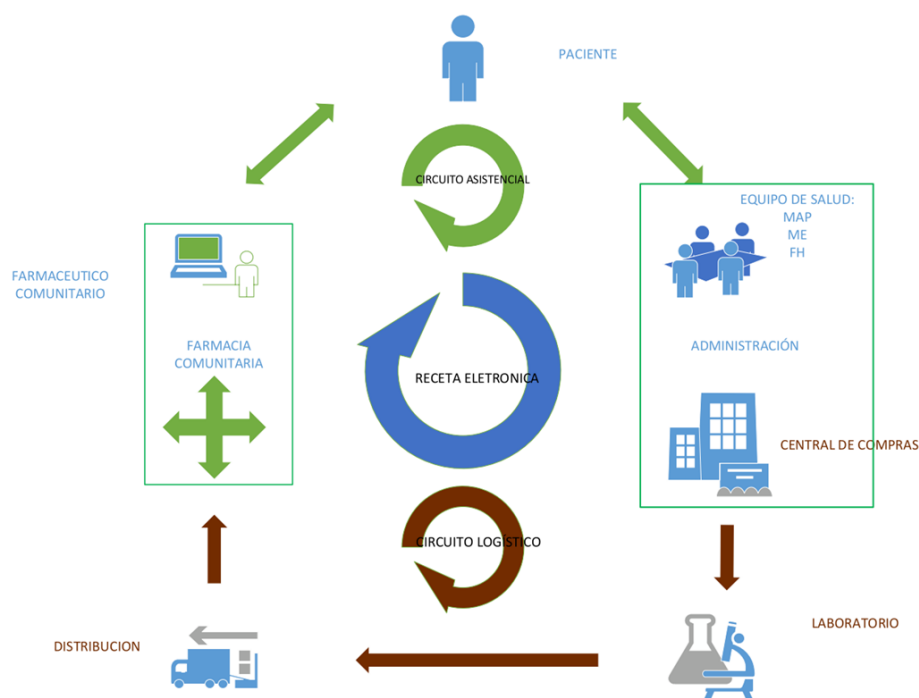 PACIENTE
CIRCUITO ASISTENCIAL
EQUIPO DE SALUD:
MAP
ME
FH
FARMACEUTICO
COMUNITARIO
FARMACIA
COMUNITARIA
RECETA ELETRONICA
ADMINISTRACIÓN
CENTRAL DE COMPRAS
CIRCUITO LOGÍSTICO
DISTRIBUCION
LABORATORIO